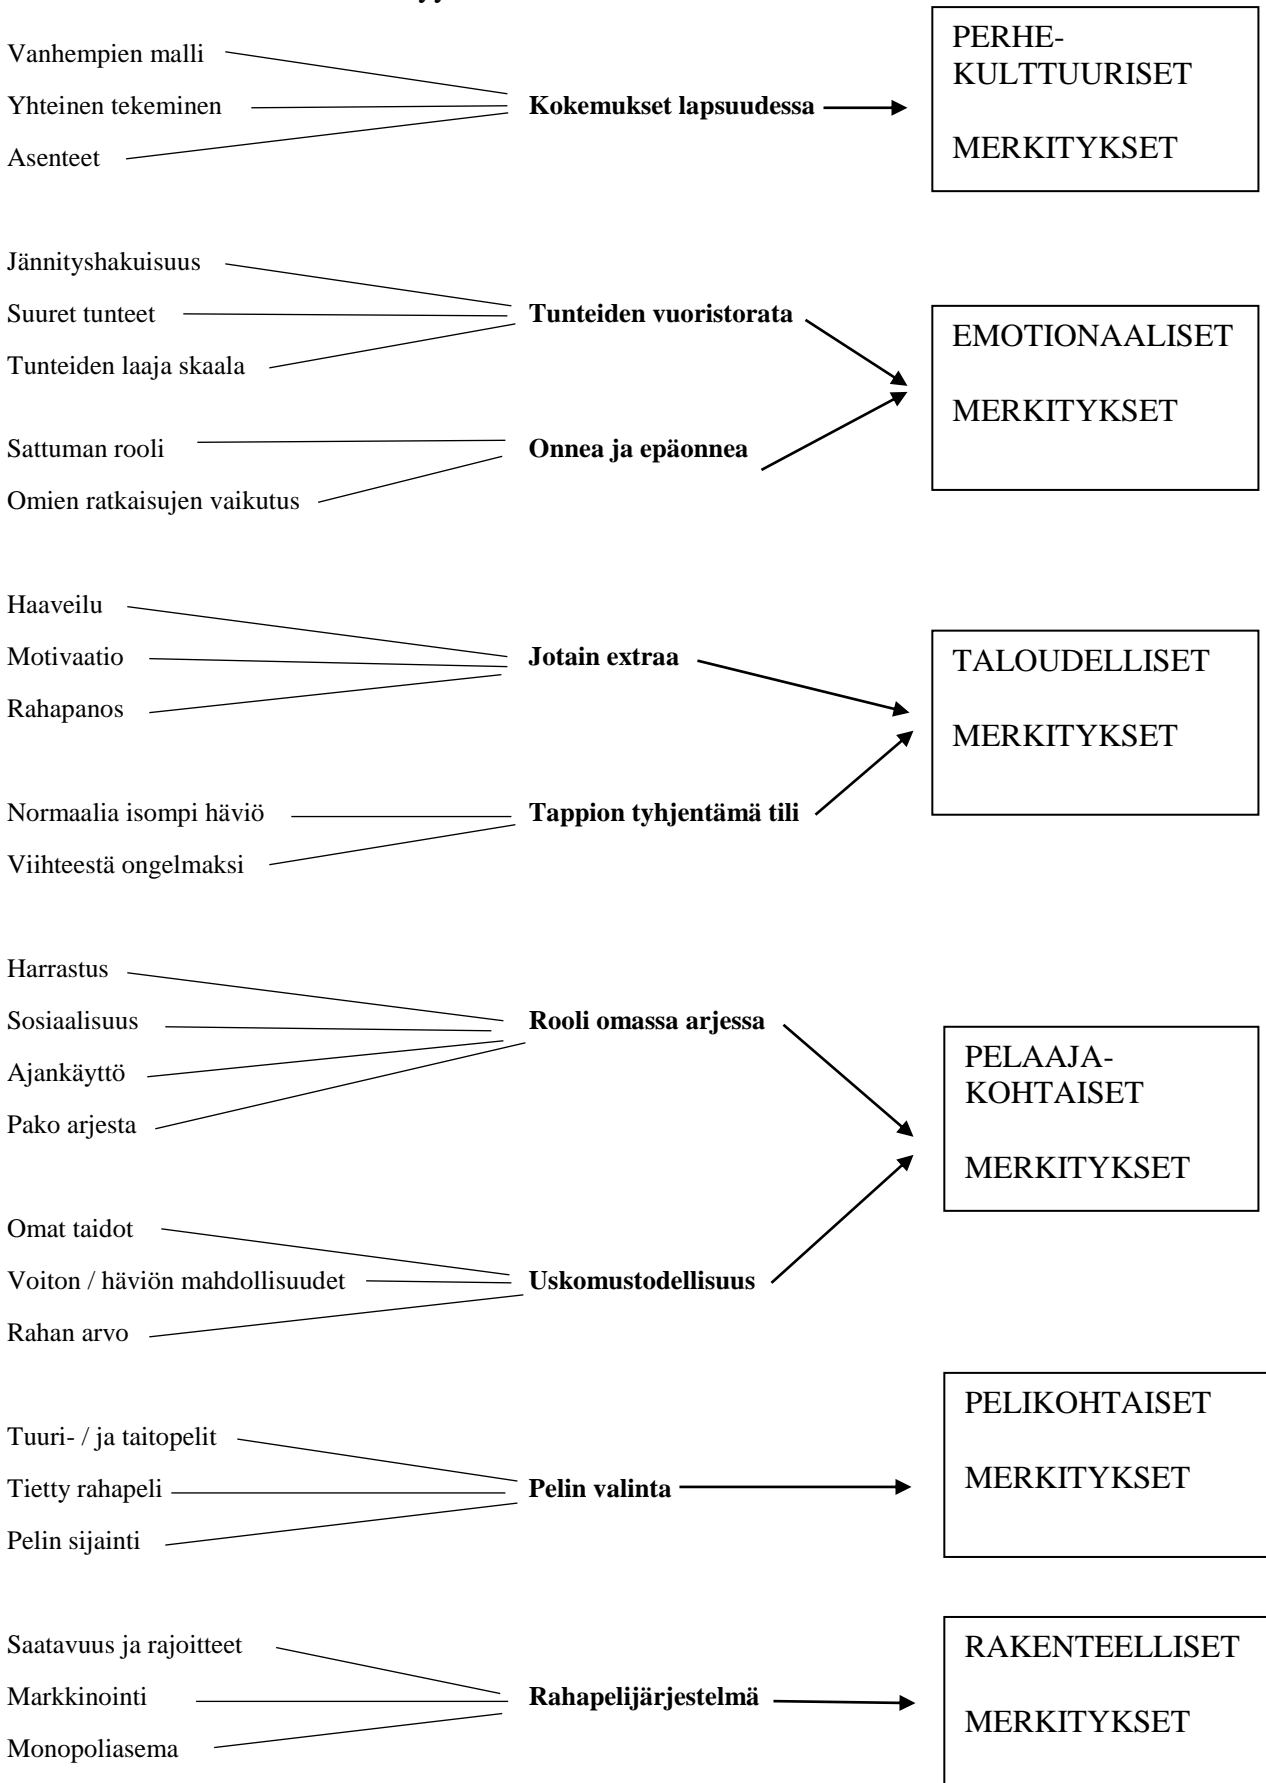 Vanhempien malli
Yhteinen tekeminen
Asenteet
Kokemukset lapsuudessa
PERHE-
KULTTUURISET
MERKITYKSET
Jännityshakuisuus
Suuret tunteet
Tunteiden laaja skaala
Tunteiden vuoristorata
Sattuman rooli
Omien ratkaisujen vaikutus
Onnea ja epäonnea
EMOTIONAALISET
MERKITYKSET
Haaveilu
Motivaatio
Rahapanos
Jotain extraa
Normaalia isompi häviö
Viihteestä ongelmaksi
Tappion tyhjentämä tili
TALOUDELLISET
MERKITYKSET
Harrastus
Sosiaalisuus
Ajankäyttö
Pako arjesta
Rooli omassa arjessa
Omat taidot
Voiton / häviön mahdollisuudet
Rahan arvo
Uskomustodellisuus
PELAAJA-
KOHTAISET
MERKITYKSET
Tuuri- / ja taitopelit
Tietty rahapeli
Pelin sijainti
Pelin valinta
PELIKOHTAISET
MERKITYKSET
Saatavuus ja rajoitteet
Markkinointi
Monopoliasema
Rahapelijärjestelmä
RAKENTEELLISET
MERKITYKSET